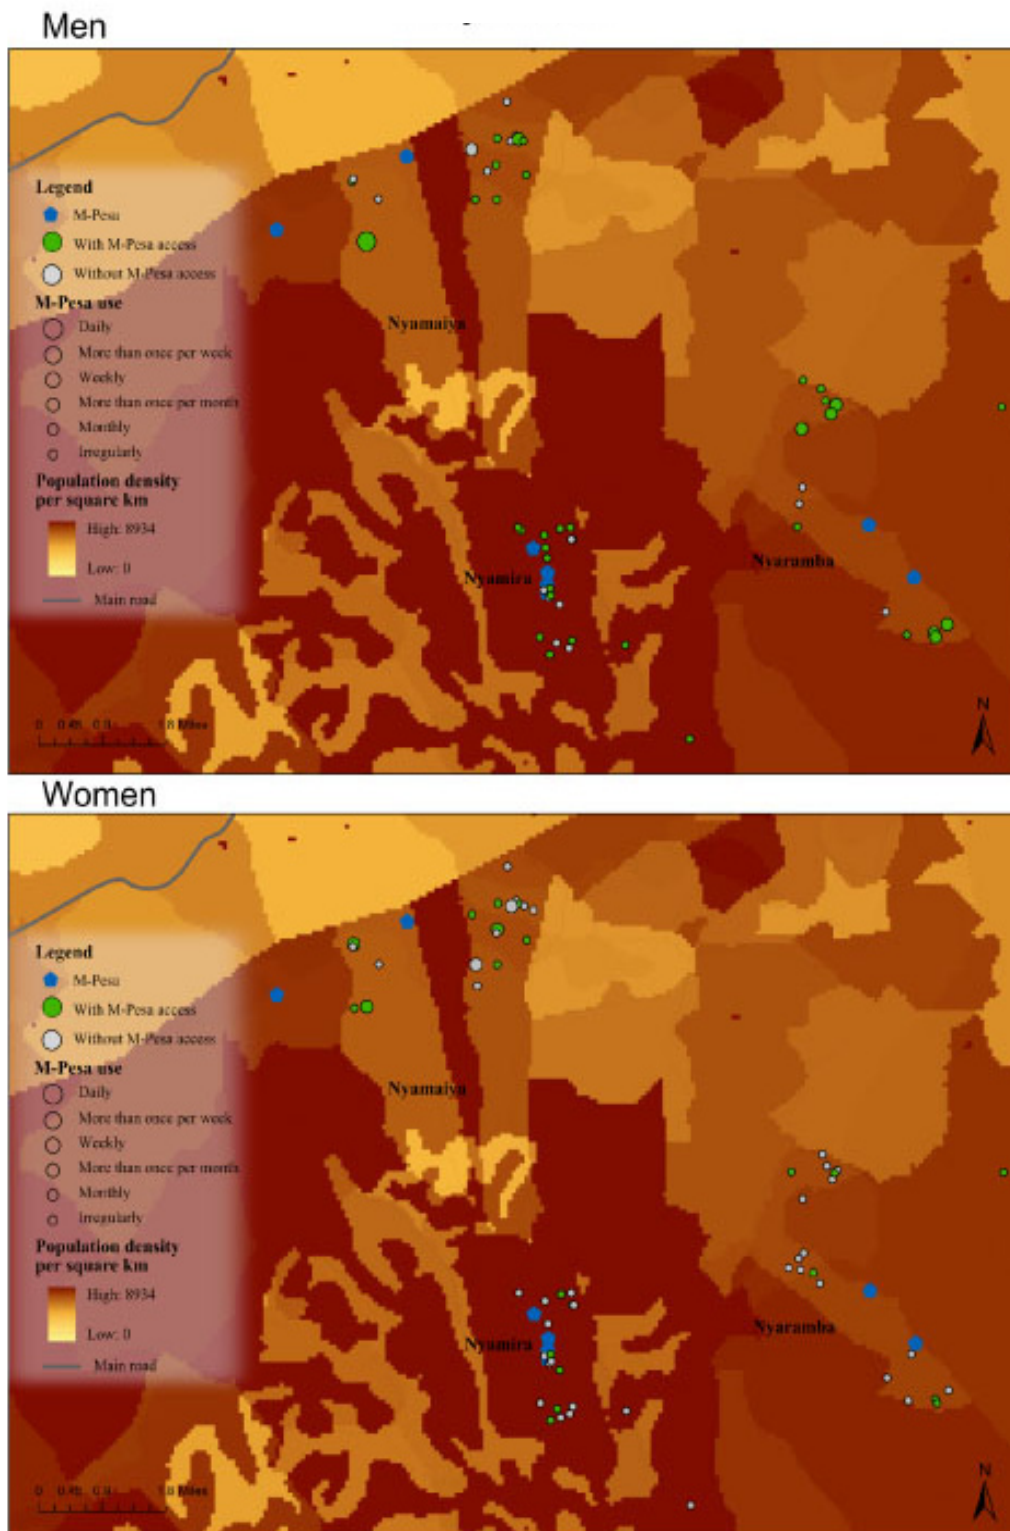 Men
Legend
M-Pesa
With M-Pesa access
Without M-Pesa access
M-Pesa use
Daily
More than once per week
Weekly
More than once per month
Monthly
Irregularly
Population density
per square km
High: 8934
Low: 0
Main road
Nyamaiya
Nyamira
Nyaramba
N
Women
Legend
M-Pesa
With M-Pesa access
Without M-Pesa access
M-Pesa use
Daily
More than once per week
Weekly
More than once per month
Monthly
Irregularly
Population density
per square km
High: 8934
Low: 0
Main road
Nyamaiya
Nyamira
Nyaramba
N